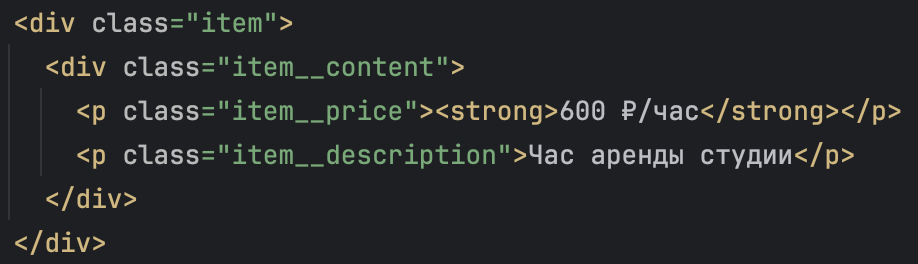 <div class="item">
<div class="item__content">
<p class="item__price"><strong>600 ₽/час</strong></p>
<p class="item__description">Час аренды студии</p>
</div>
</div>